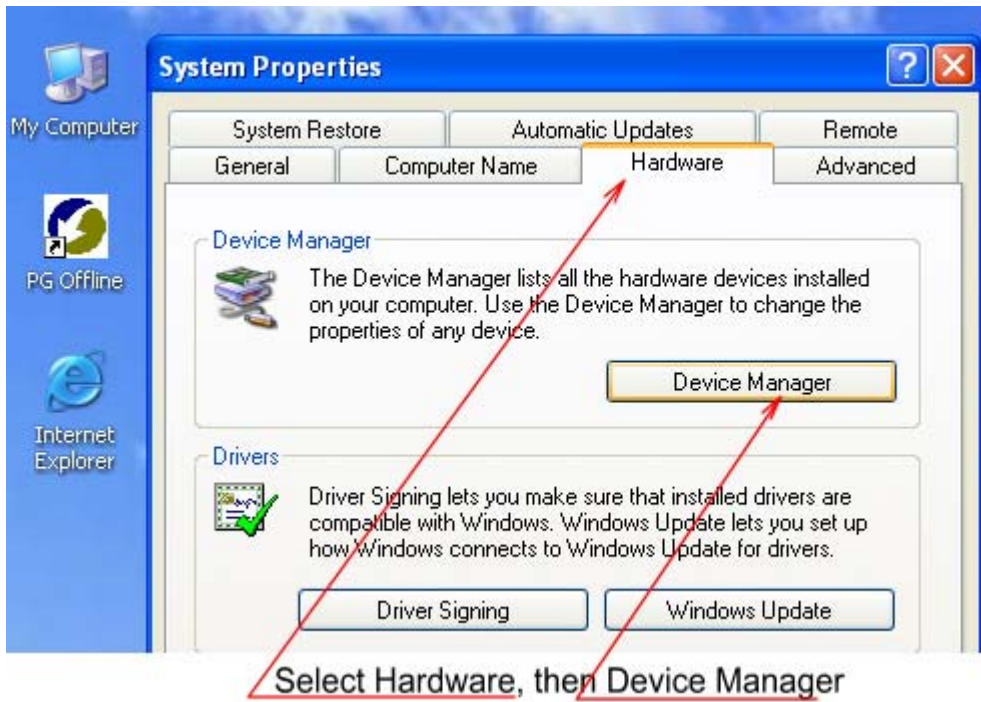 System Properties
My Computer
System Restore
Automatic Updates
Remote
General
Computer Name
Hardware
Advanced
Device Manager
The Device Manager lists all the hardware devices installed
on your computer. Use the Device Manager to change the
properties of any device.
Device Manager
PG Offline
Internet
Explorer
Drivers
Driver Signing lets you make sure that installed drivers are
compatible with Windows. Windows Update lets you set up
how Windows connects to Windows Update for drivers.
Driver Signing
Windows Update
Select Hardware, then Device Manager